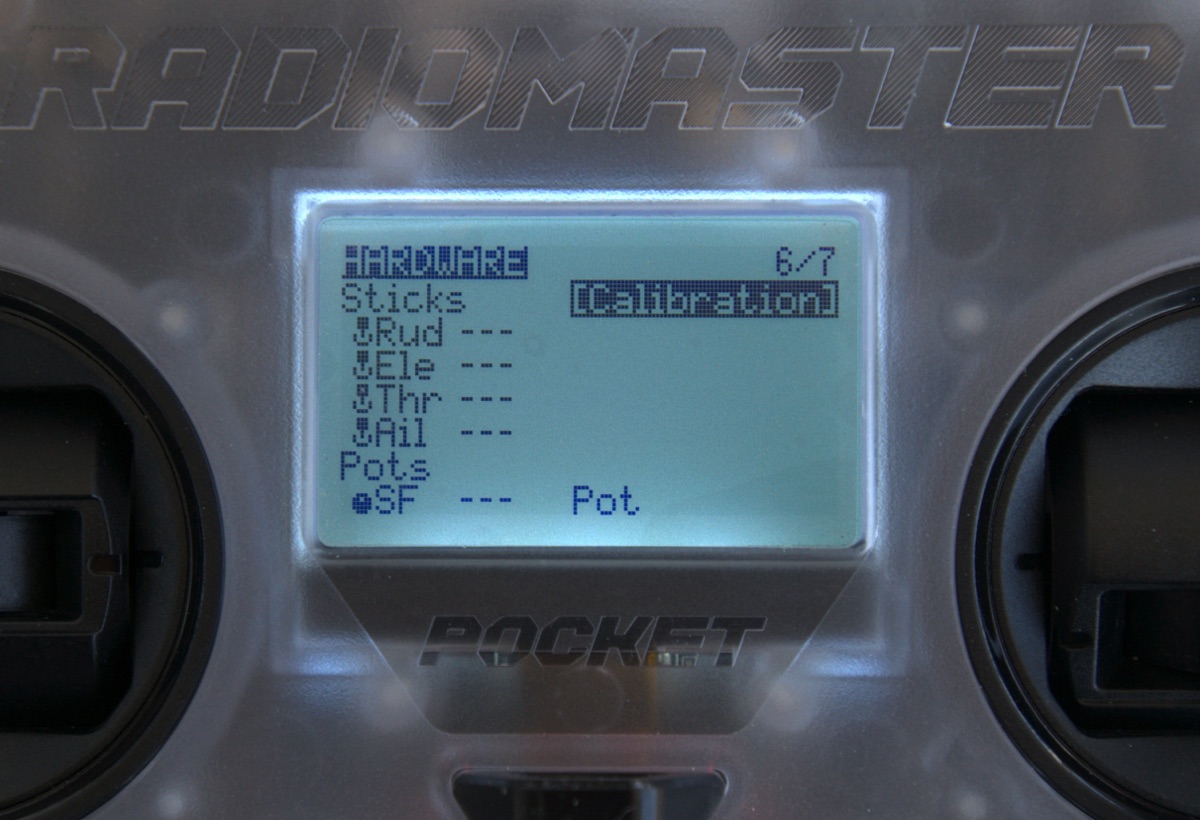 RADIOMASTER
HARDWARE 6/7
Sticks [Calibration]
Rud ---
Ele ---
Thr ---
Ail ---
Pots
SF --- Pot
POCKET